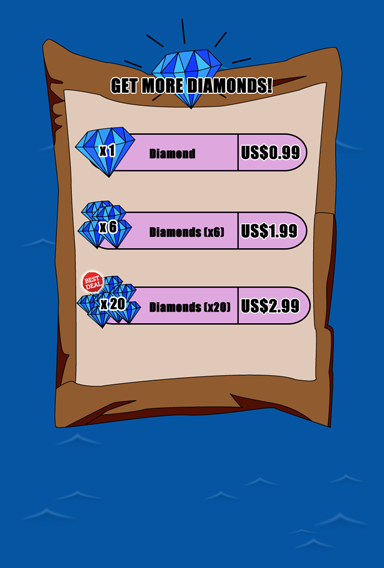 GET MORE DIAMONDS!
x 1
Diamond
US$0.99
x 6
Diamonds (x6)
US$1.99
BEST
DEAL
x 20
Diamonds (x20)
US$2.99